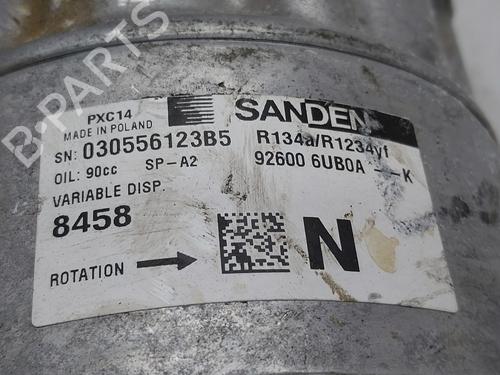 B-PARTS
PXC14
MADE IN POLAND
SANDEN
SN: 030556123B5
R134a/R1234yf
OIL: 90cc SP-A2
92600 6UB0A --K
VARIABLE DISP.
8458
N
ROTATION